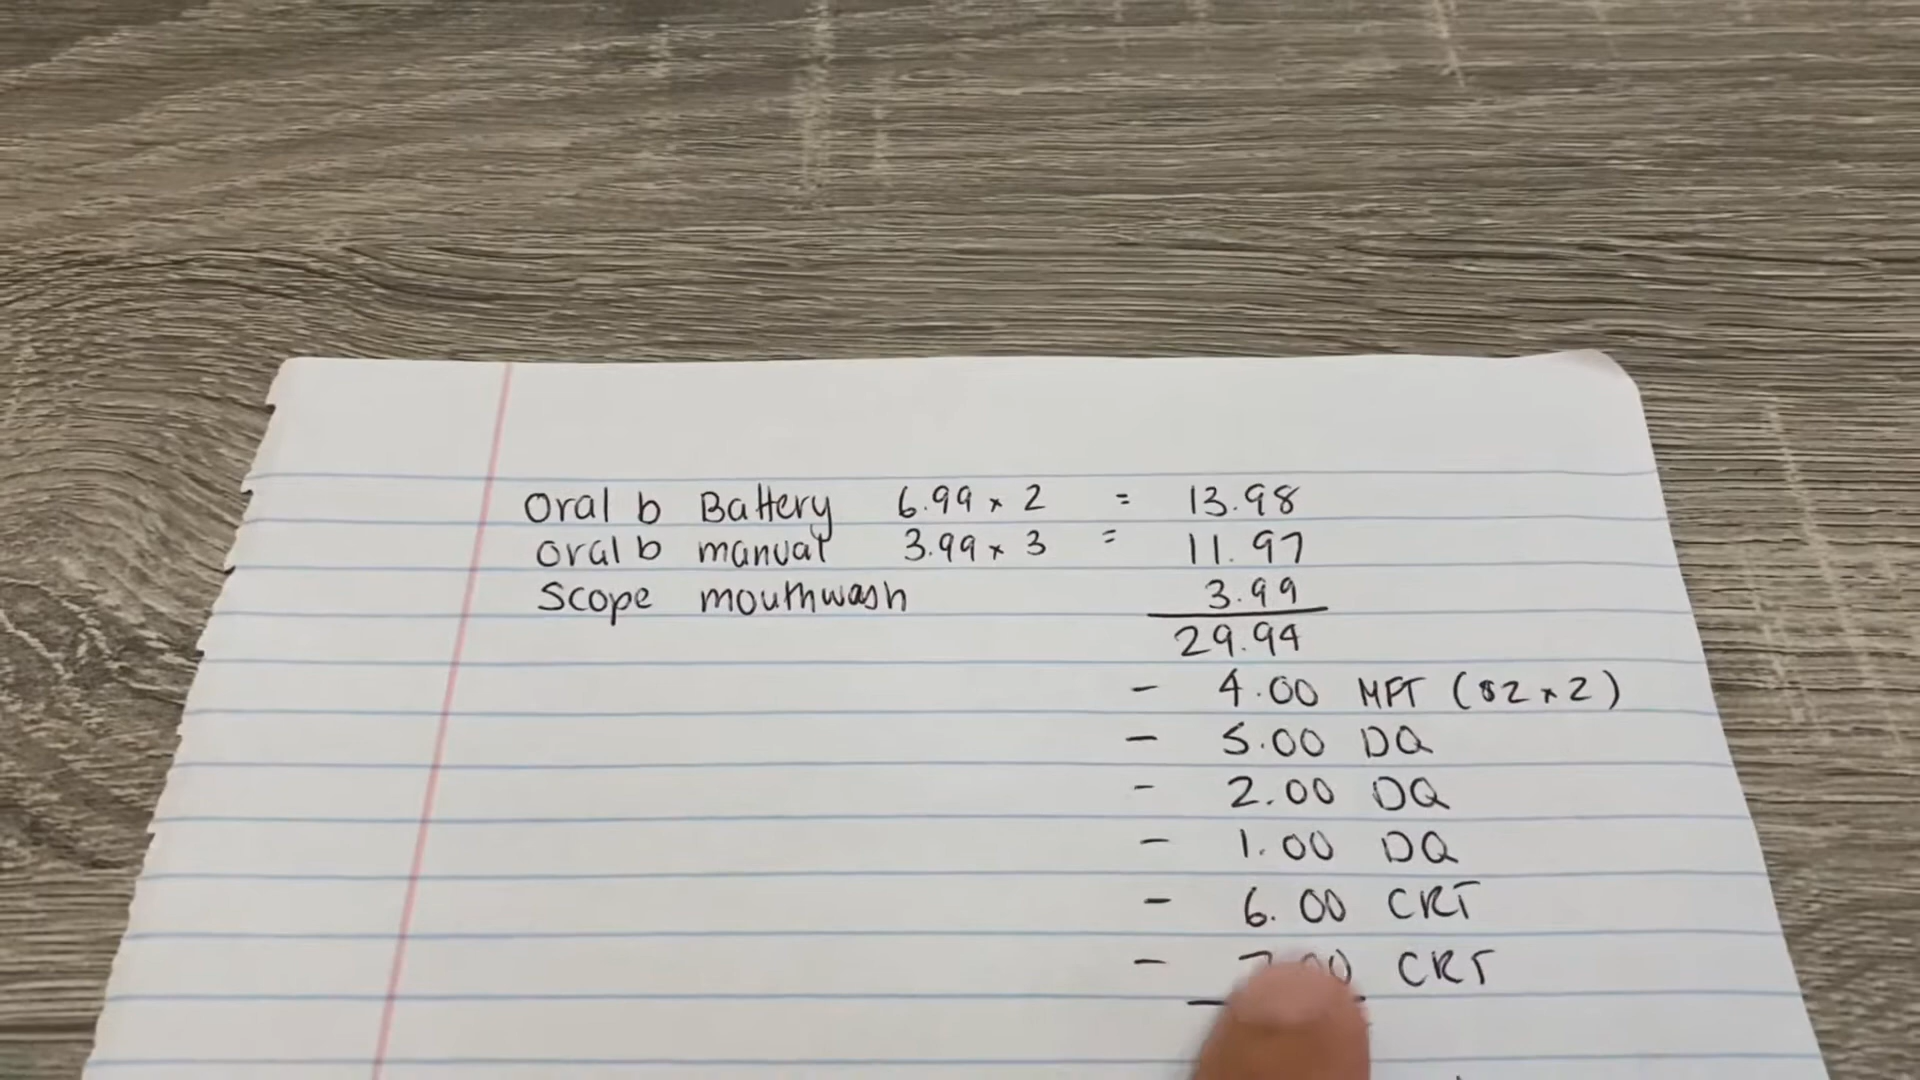 Oral b Battery 6.99 x 2 = 13.98
Oral b manual 3.99 x 3 = 11.97
Scope mouthwash 3.99
29.94
- 4.00 MFT ($2 x 2)
- 5.00 DQ
- 2.00 DQ
- 1.00 DQ
- 6.00 CRT
- CRT